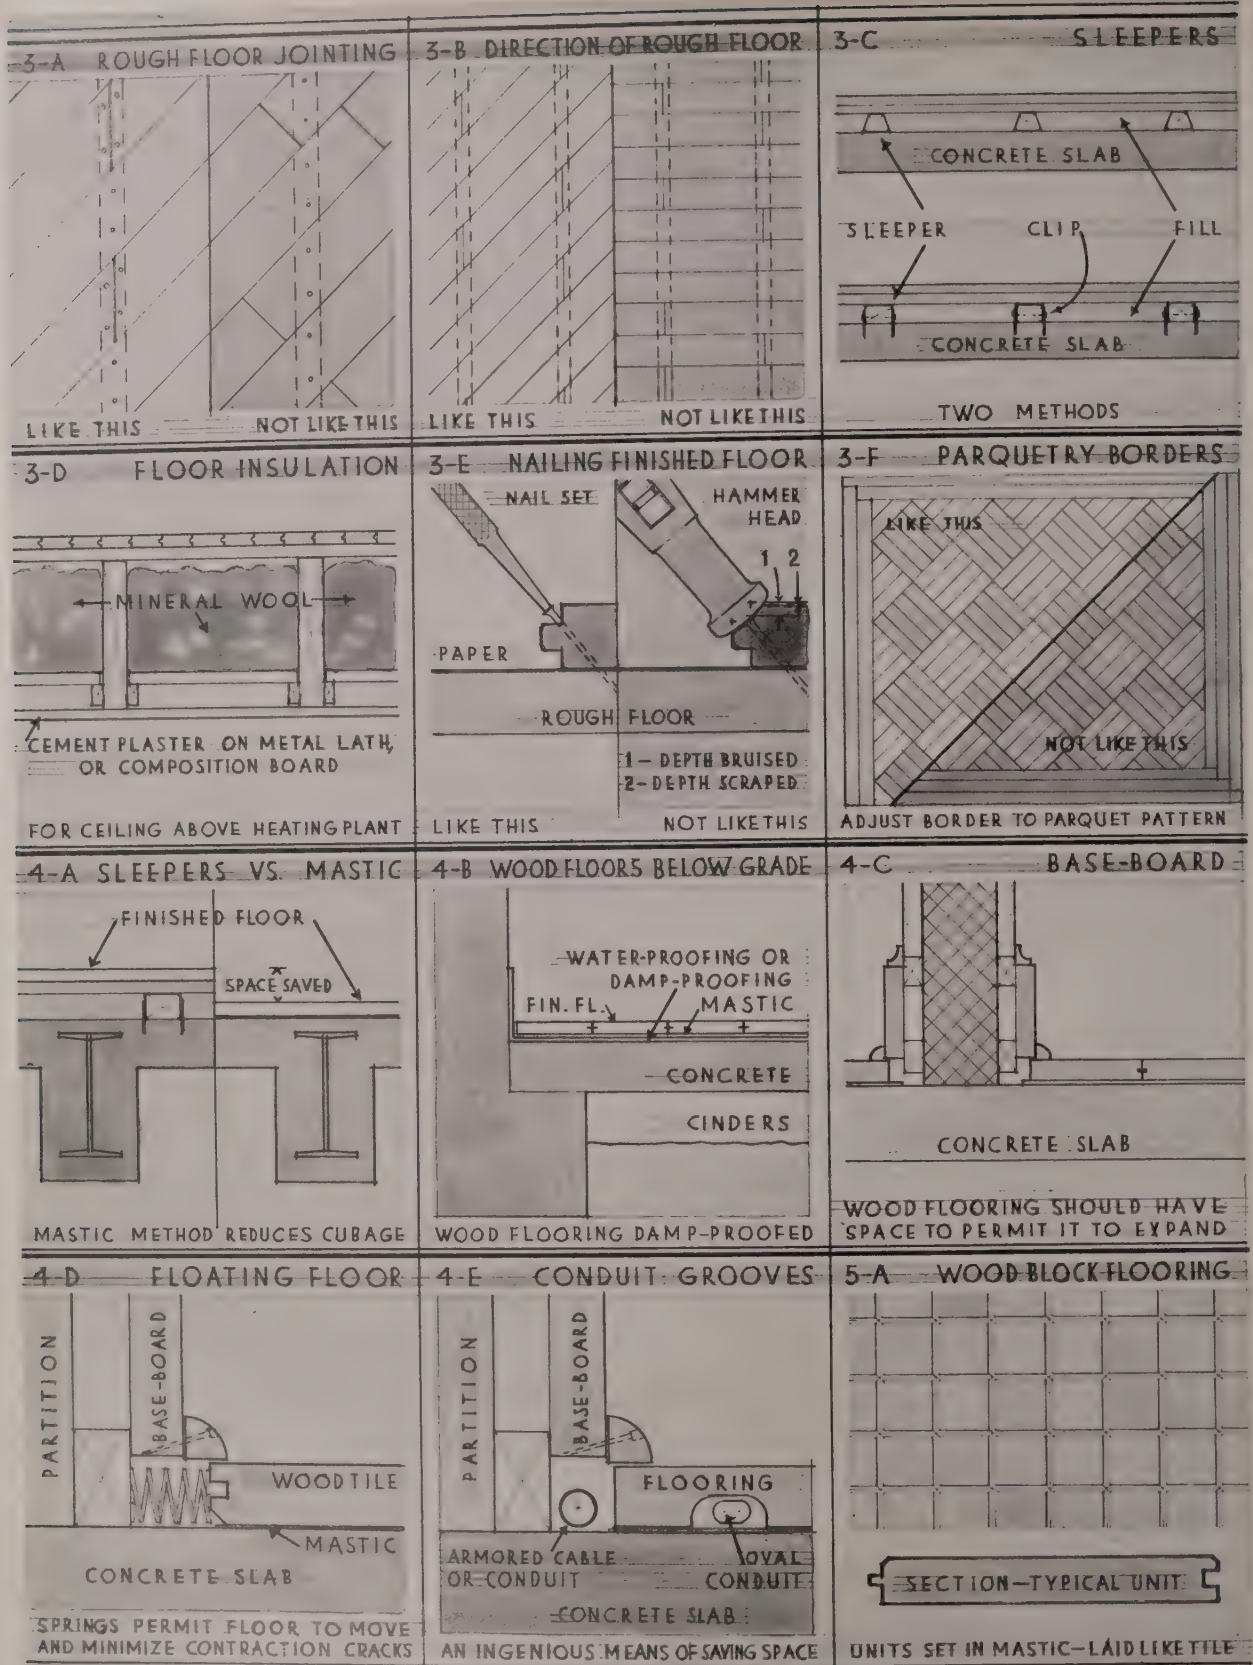 3-A ROUGH FLOOR JOINTING
LIKE THIS NOT LIKE THIS
3-B DIRECTION OF ROUGH FLOOR
LIKE THIS NOT LIKE THIS
3-C SLEEPERS
CONCRETE SLAB
SLEEPER CLIP FILL
CONCRETE SLAB
TWO METHODS
3-D FLOOR INSULATION
MINERAL WOOL
CEMENT PLASTER ON METAL LATH,
OR COMPOSITION BOARD
FOR CEILING ABOVE HEATING PLANT
3-E NAILING FINISHED FLOOR
NAIL SET HAMMER
HEAD
1 2
PAPER
ROUGH FLOOR
1- DEPTH BRUISED
2- DEPTH SCRAPED
LIKE THIS NOT LIKE THIS
3-F PARQUETRY BORDERS
LIKE THIS
NOT LIKE THIS
ADJUST BORDER TO PARQUET PATTERN
4-A SLEEPERS VS. MASTIC
FINISHED FLOOR
SPACE SAVED
MASTIC METHOD REDUCES CUBAGE
4-B WOOD FLOORS BELOW GRADE
WATER-PROOFING OR
DAMP-PROOFING
FIN. FL. MASTIC
CONCRETE
CINDERS
WOOD FLOORING DAMP-PROOFED
4-C BASE-BOARD
CONCRETE SLAB
WOOD FLOORING SHOULD HAVE
SPACE TO PERMIT IT TO EXPAND
4-D FLOATING FLOOR
PARTITION
BASE-BOARD
WOOD TILE
MASTIC
CONCRETE SLAB
SPRINGS PERMIT FLOOR TO MOVE
AND MINIMIZE CONTRACTION CRACKS
4-E CONDUIT GROOVES
PARTITION
BASE-BOARD
FLOORING
ARMORED CABLE OVAL
OR CONDUIT CONDUIT
CONCRETE SLAB
AN INGENIOUS MEANS OF SAVING SPACE
5-A WOOD BLOCK FLOORING
SECTION-TYPICAL UNIT
UNITS SET IN MASTIC-LAID LIKE TILE